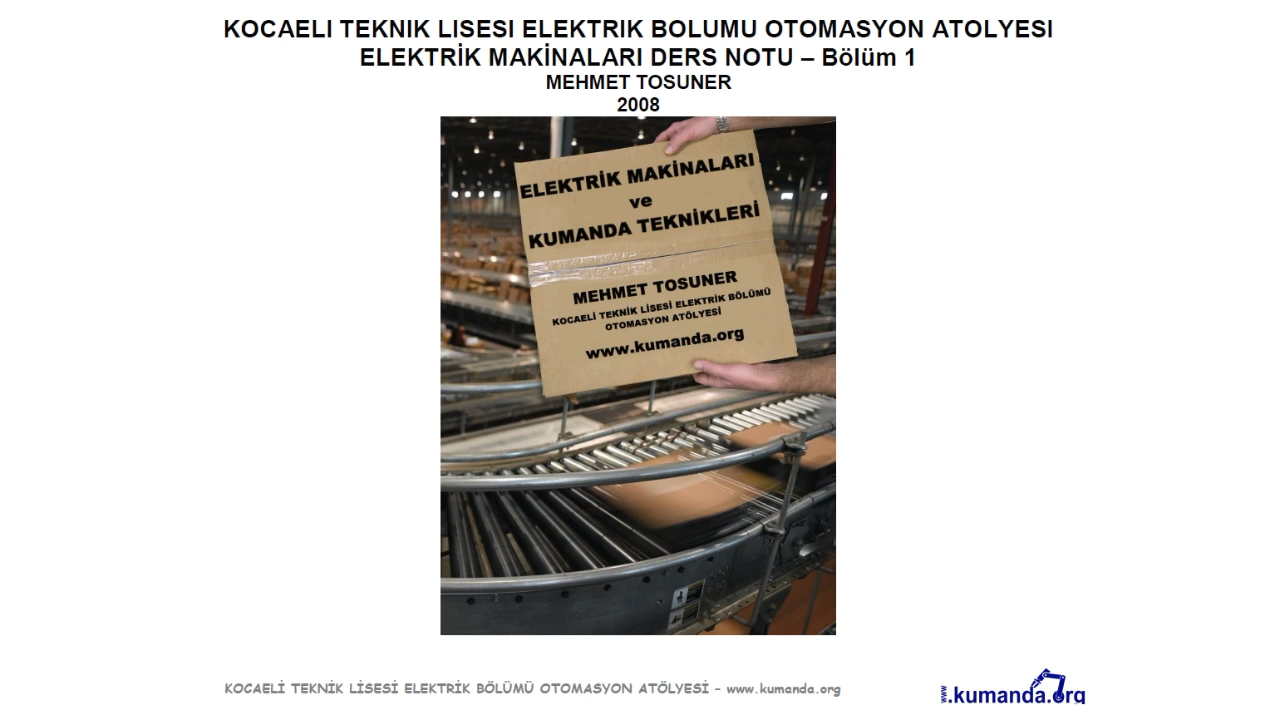 KOCAELI TEKNIK LISESI ELEKTRIK BOLUMU OTOMASYON ATOLYESI
ELEKTRİK MAKİNALARI DERS NOTU – Bölüm 1
MEHMET TOSUNER
2008
ELEKTRİK MAKİNALARI
ve
KUMANDA TEKNİKLERİ
MEHMET TOSUNER
KOCAELİ TEKNİK LİSESİ ELEKTRİK BÖLÜMÜ
OTOMASYON ATÖLYESİ
www.kumanda.org
KOCAELİ TEKNİK LİSESİ ELEKTRİK BÖLÜMÜ OTOMASYON ATÖLYESİ – www.kumanda.org
www.kumanda.org